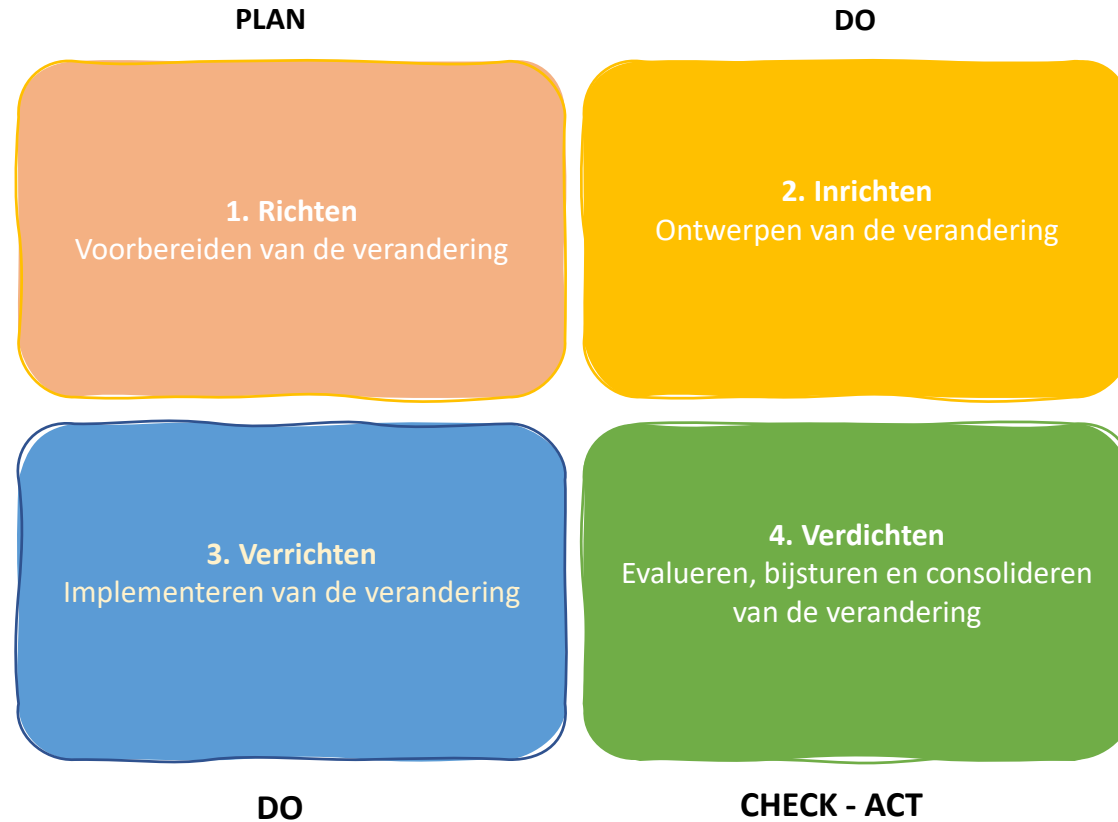 PLAN
DO
1. Richten
Voorbereiden van de verandering
2. Inrichten
Ontwerpen van de verandering
3. Verrichten
Implementeren van de verandering
4. Verdichten
Evalueren, bijsturen en consolideren
van de verandering
DO
CHECK - ACT